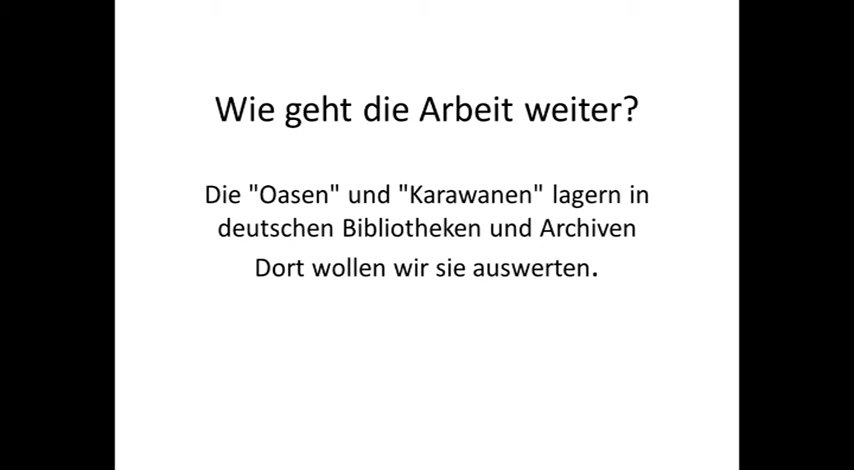 Wie geht die Arbeit weiter?
Die "Oasen" und "Karawanen" lagern in
deutschen Bibliotheken und Archiven
Dort wollen wir sie auswerten.